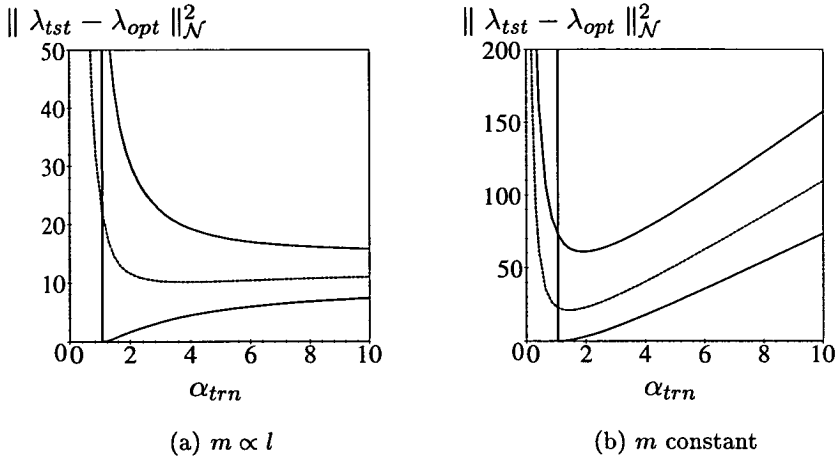 ‖ λ_tst − λ_opt ‖²_𝒩
50
40
30
20
10
0
0 2 4 6 8 10
α_trn
(a) m ∝ l
‖ λ_tst − λ_opt ‖²_𝒩
200
150
100
50
0
0 2 4 6 8 10
α_trn
(b) m constant